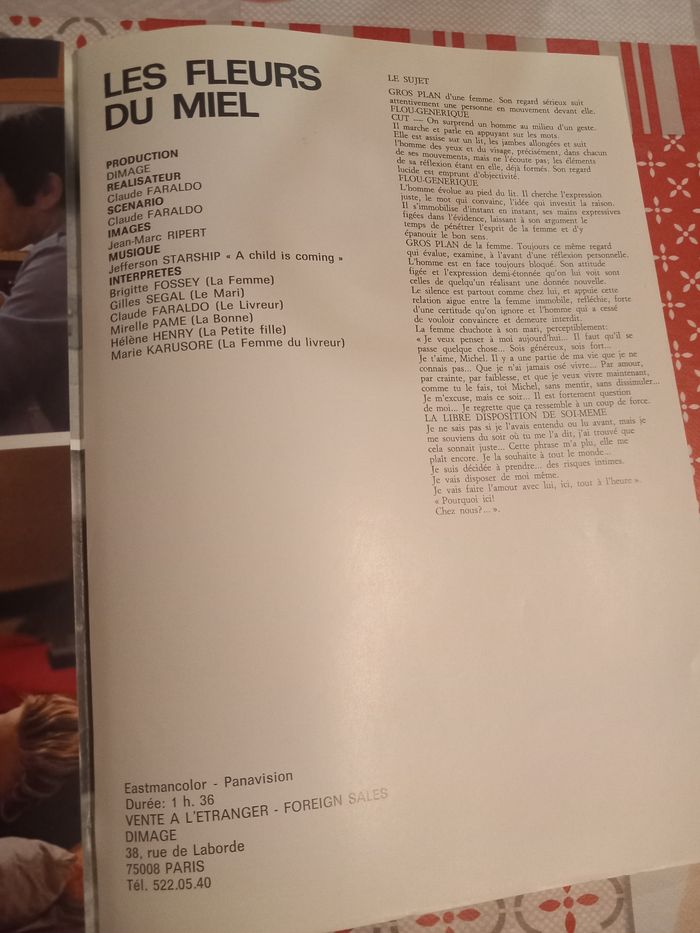 LES FLEURS
DU MIEL
PRODUCTION
DIMAGE
REALISATEUR
Claude FARALDO
SCENARIO
Claude FARALDO
IMAGES
Jean-Marc RIPERT
MUSIQUE
Jefferson STARSHIP « A child is coming »
INTERPRETES
Brigitte FOSSEY (La Femme)
Gilles SEGAL (Le Mari)
Claude FARALDO (Le Livreur)
Mirelle PAME (La Bonne)
Hélène HENRY (La Petite fille)
Marie KARUSORE (La Femme du livreur)
LE SUJET
GROS PLAN d'une femme. Son regard sérieux suit
attentivement une personne en mouvement devant elle.
FLOU-GENERIQUE
CUT — On surprend un homme au milieu d'un geste.
Il marche et parle en appuyant sur les mots.
Elle est assise sur un lit, les jambes allongées et suit
l'homme des yeux et du visage, précisément, dans chacun
de ses mouvements, mais ne l'écoute pas; les éléments
de sa réflexion étant en elle, déjà formés. Son regard
lucide est emprunt d'objectivité.
FLOU-GENERIQUE
L'homme évolue au pied du lit. Il cherche l'expression
juste, le mot qui convainc, l'idée qui investit la raison.
Il s'immobilise d'instant en instant, ses mains expressives
figées dans l'évidence, laissant à son argument le
temps de pénétrer l'esprit de la femme et d'y
épanouir le bon sens.
GROS PLAN de la femme. Toujours ce même regard
qui évalue, examine, à l'avant d'une réflexion personnelle.
L'homme est en face toujours bloqué. Son attitude
figée et l'expression demi-étonnée qu'on lui voit sont
celles de quelqu'un réalisant une donnée nouvelle.
Le silence est partout comme chez lui, et appuie cette
relation aigue entre la femme immobile, refléchie, forte
d'une certitude qu'on ignore et l'homme qui a cessé
de vouloir convaincre et demeure interdit.
La femme chuchote à son mari, perceptiblement:
« Je veux penser à moi aujourd'hui... Il faut qu'il se
passe quelque chose... Sois généreux, sois fort...
Je t'aime, Michel. Il y a une partie de ma vie que je ne
connais pas... Que je n'ai jamais osé vivre... Par amour,
par crainte, par faiblesse, et que je veux vivre maintenant,
comme tu le fais, toi Michel, sans mentir, sans dissimuler...
Je m'excuse, mais ce soir... Il est fortement question
de moi... Je regrette que ça ressemble à un coup de force.
LA LIBRE DISPOSITION DE SOI-MEME
Je ne sais pas si je l'avais entendu ou lu avant, mais je
me souviens du soir où tu me l'a dit, j'ai trouvé que
cela sonnait juste... Cette phrase m'a plu, elle me
plaît encore. Je la souhaite à tout le monde...
Je suis décidée à prendre... des risques intimes.
Je vais disposer de moi même.
Je vais faire l'amour avec lui, ici, tout à l'heure ».
« Pourquoi ici!
Chez nous?... ».
Eastmancolor - Panavision
Durée: 1 h. 36
VENTE A L'ETRANGER - FOREIGN SALES
DIMAGE
38, rue de Laborde
75008 PARIS
Tél. 522.05.40